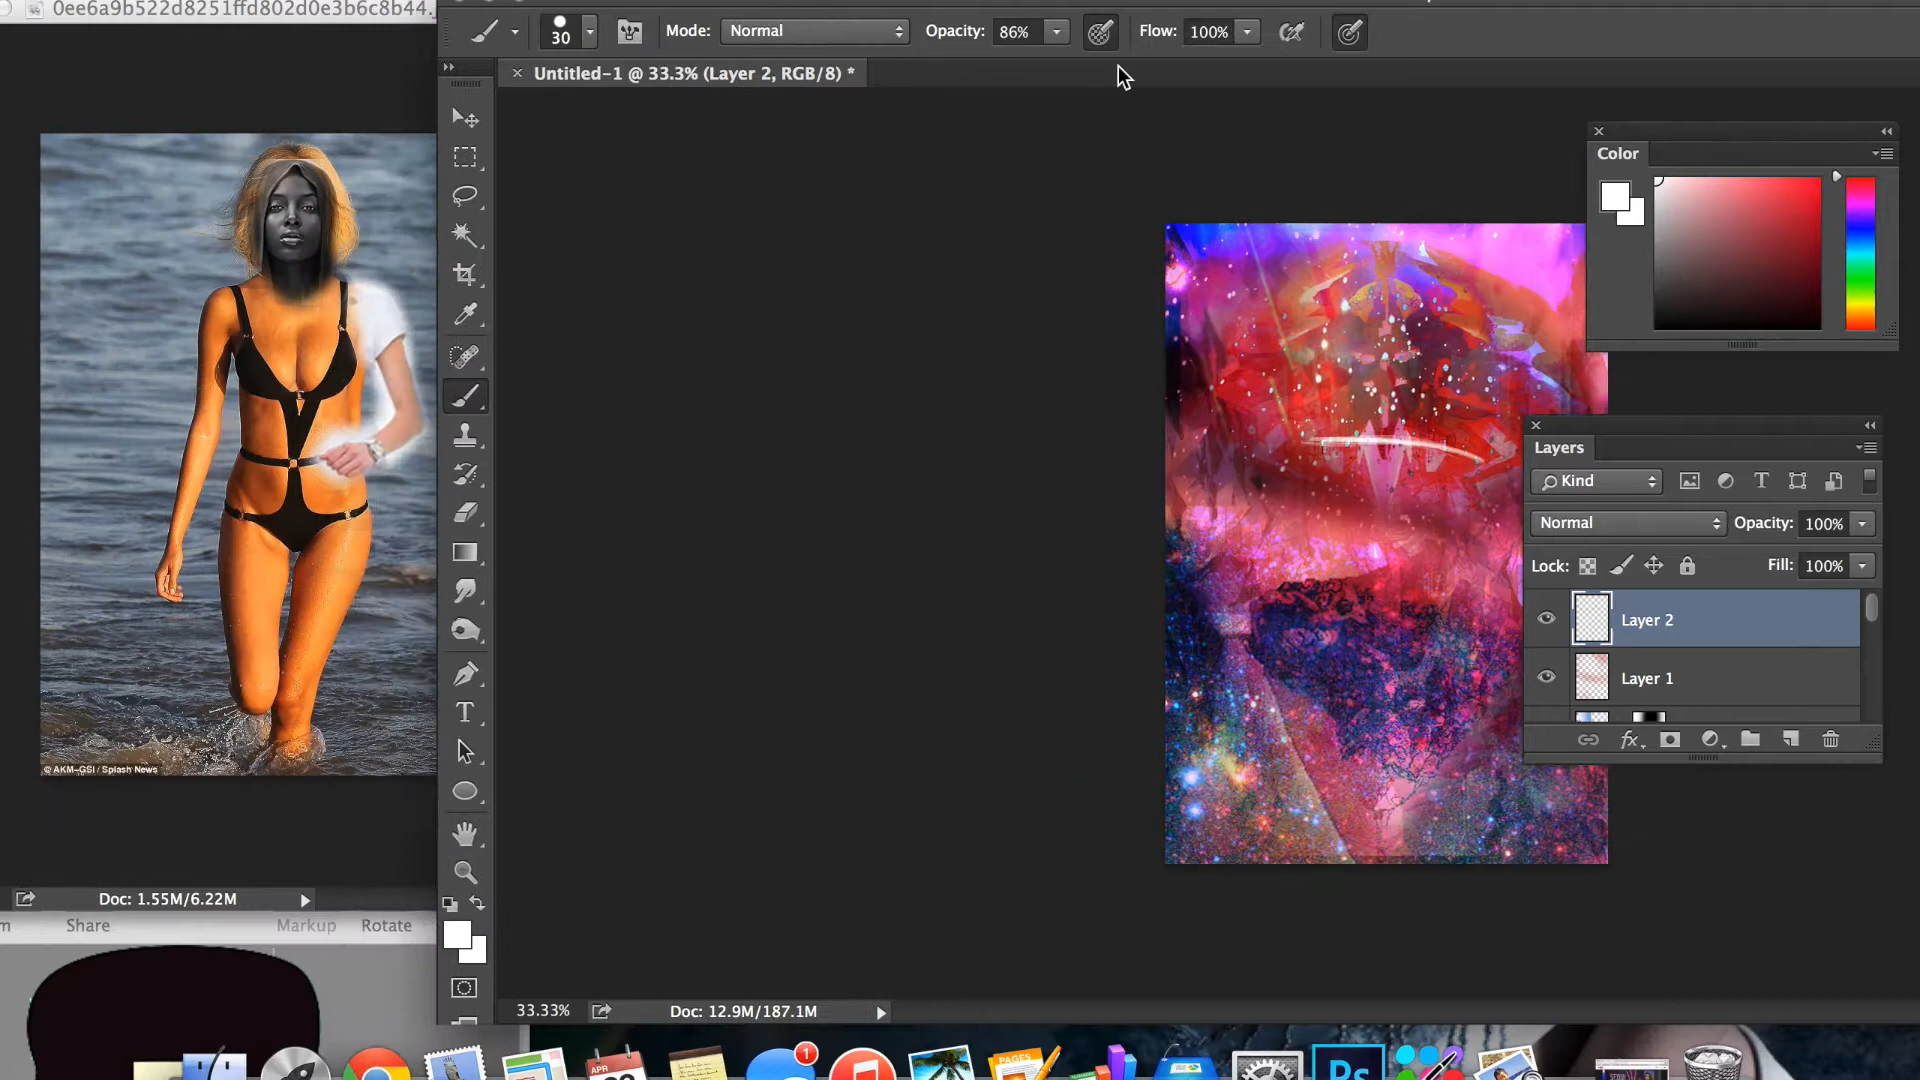 0ee6a9b522d8251ffd802d0e3b6c8b44.
30
Mode: Normal
Opacity: 86%
Flow: 100%
Untitled-1 @ 33.3% (Layer 2, RGB/8) *
Color
Layers
Kind
Normal
Opacity: 100%
Lock:
Fill: 100%
Layer 2
Layer 1
© AKM-GSI / Splash News
Doc: 1.55M/6.22M
Share
Markup
Rotate
33.33%
Doc: 12.9M/187.1M
1
APR
PAGES
Ps